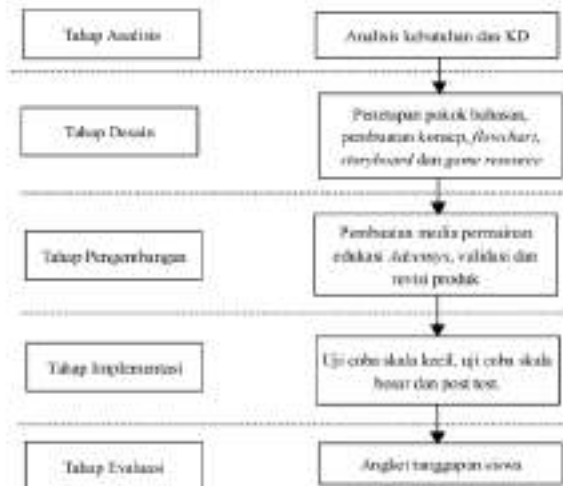 Tahap Analisis
Analisis kebutuhan dan KD
Tahap Desain
Penetapan pokok bahasan,
pembuatan konsep, flowchart,
storyboard dan game resource
Tahap Pengembangan
Pembuatan media permainan
edukasi, validasi dan
revisi produk
Tahap Implementasi
Uji coba skala kecil, uji coba skala
besar dan post test.
Tahap Evaluasi
Angket tanggapan siswa